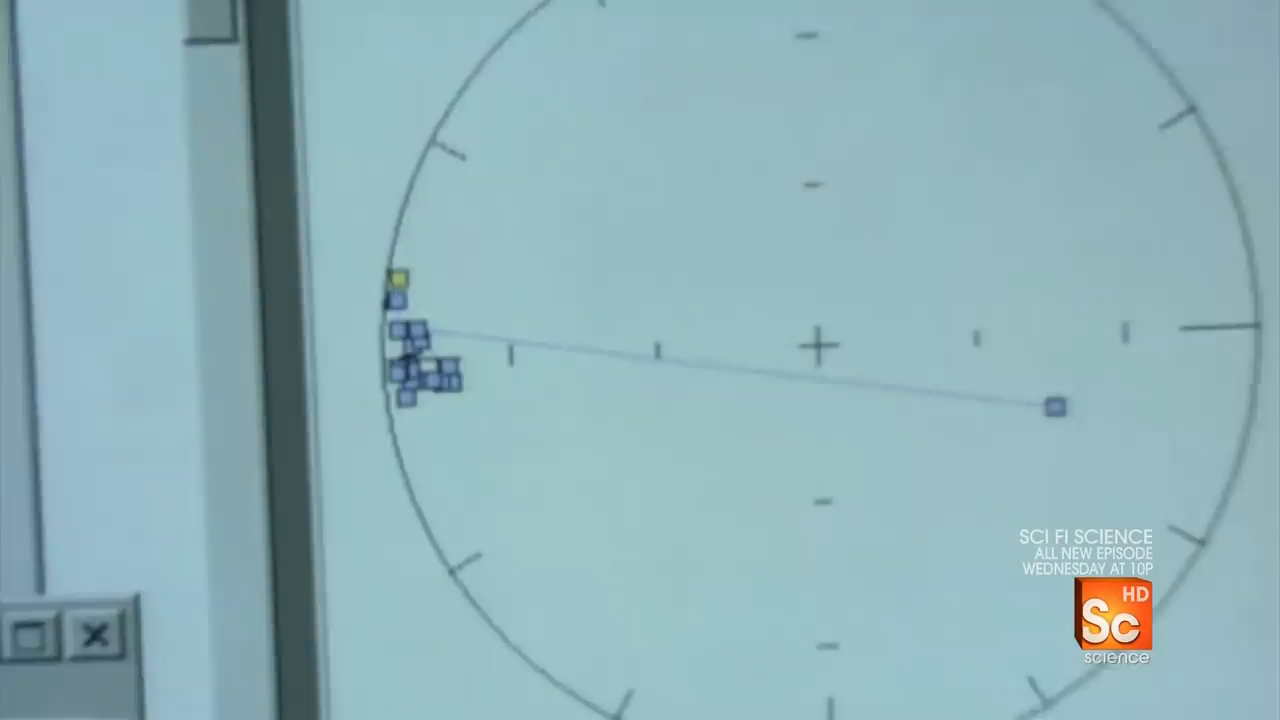 SCI FI SCIENCE
ALL NEW EPISODE
WEDNESDAY AT 10P
HD
Sc
science